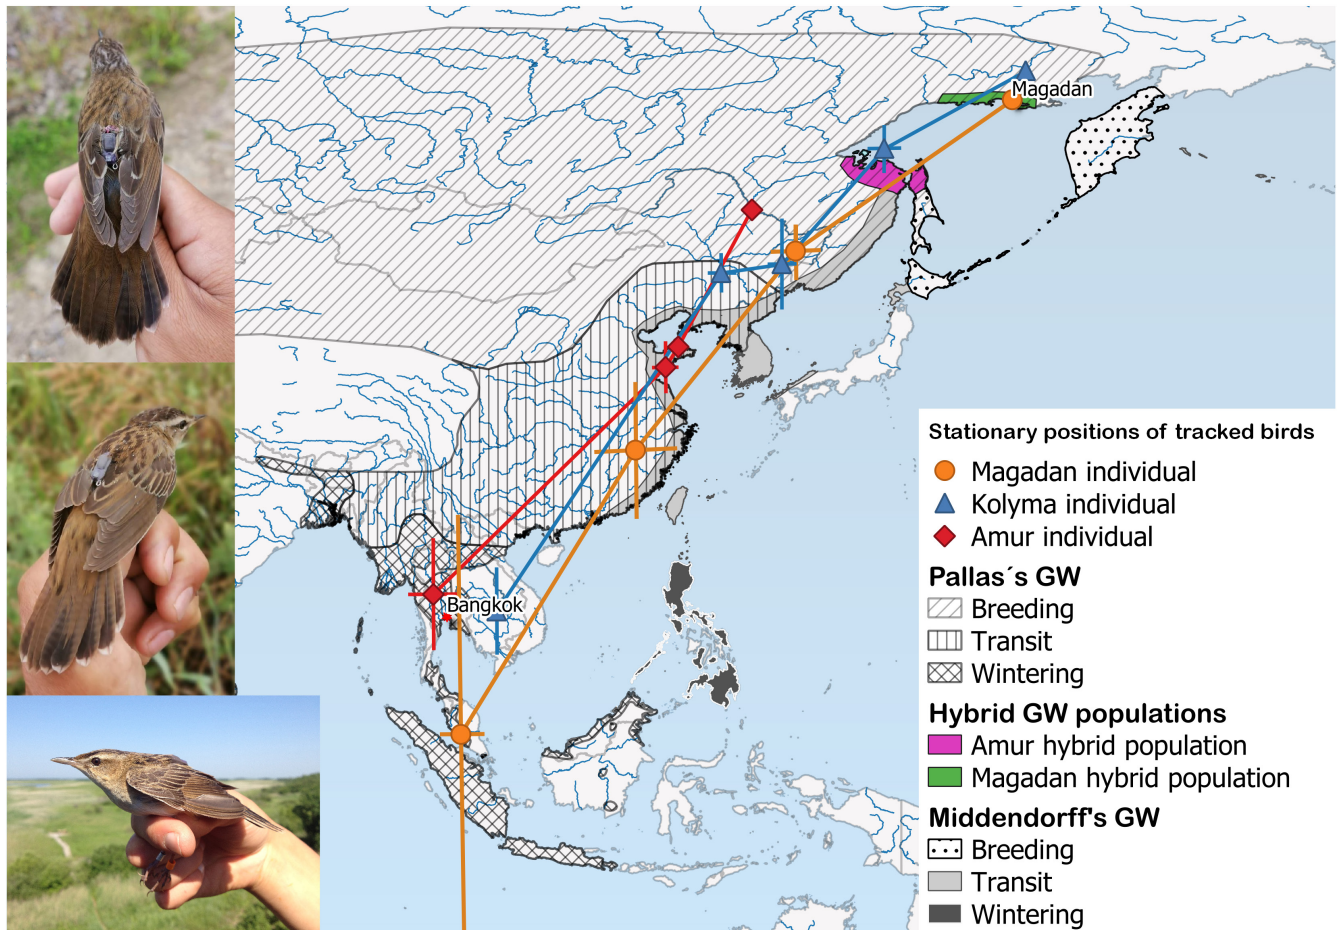 Magadan
Bangkok
Stationary positions of tracked birds
Magadan individual
Kolyma individual
Amur individual
Pallas´s GW
Breeding
Transit
Wintering
Hybrid GW populations
Amur hybrid population
Magadan hybrid population
Middendorff's GW
Breeding
Transit
Wintering